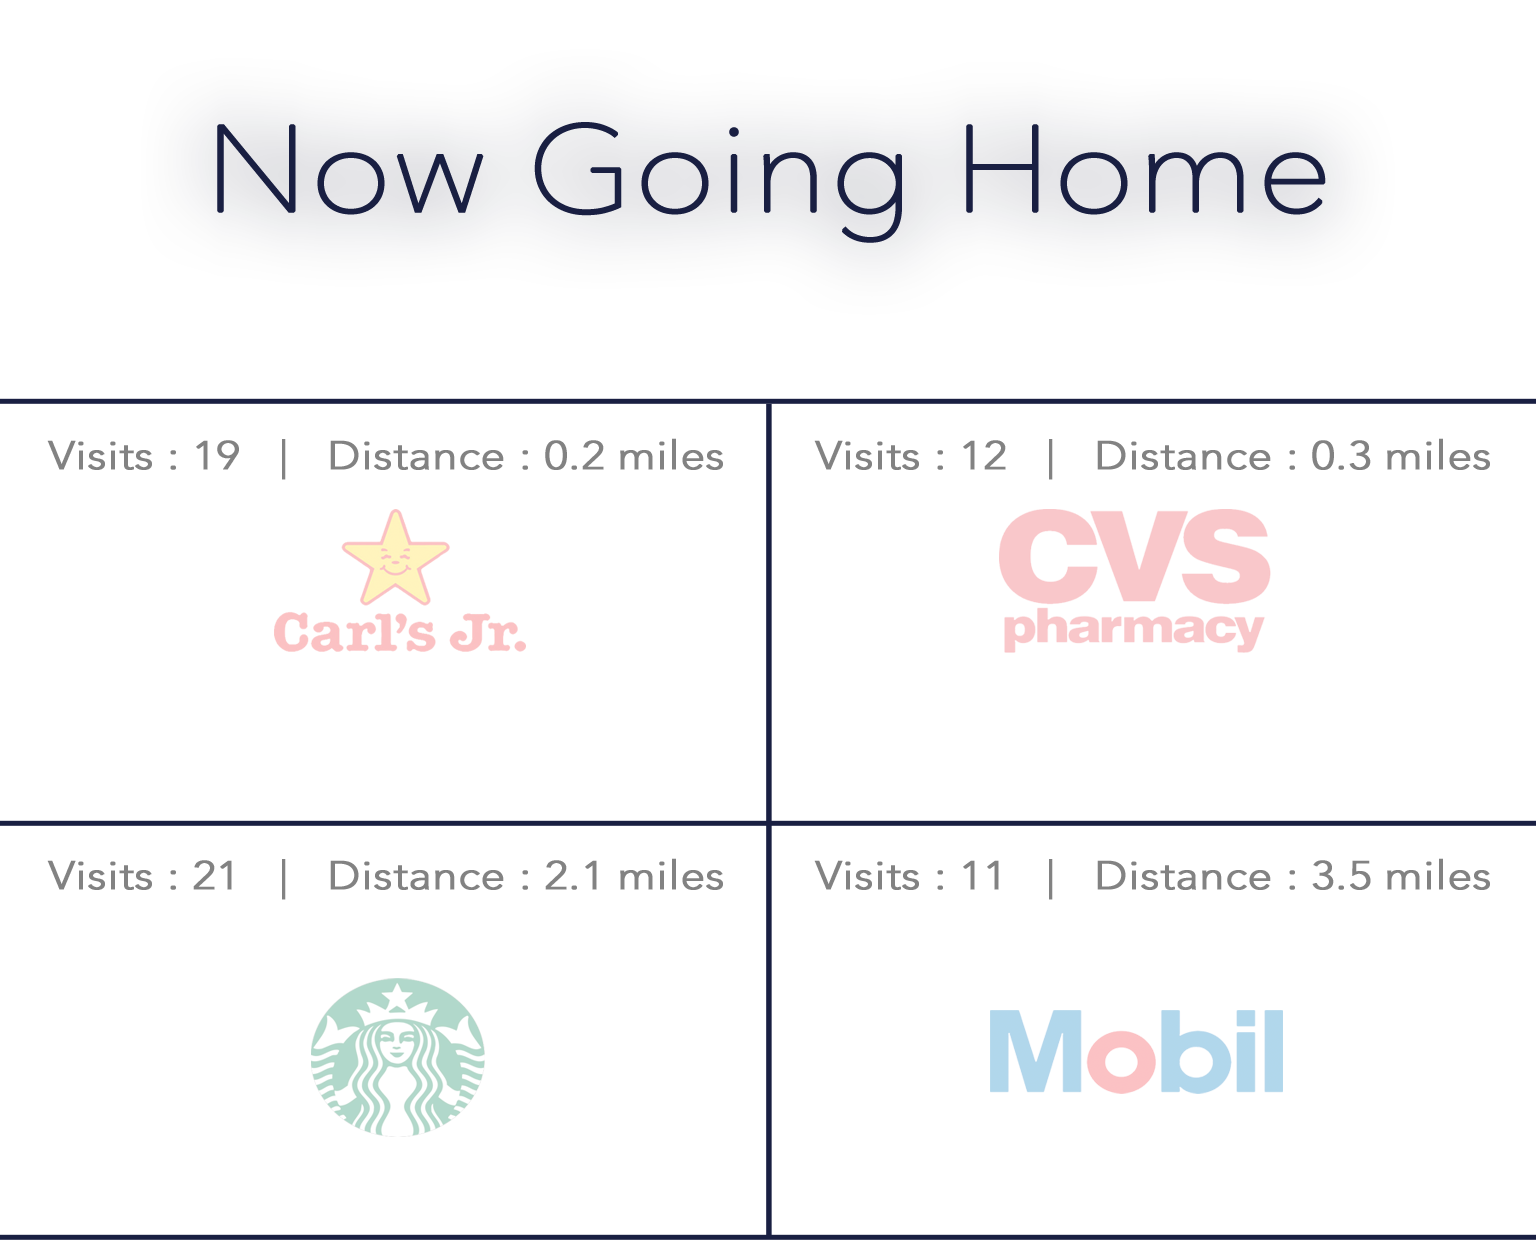 Now Going Home
Visits : 19 | Distance : 0.2 miles
Carl's Jr.
Visits : 12 | Distance : 0.3 miles
CVS
pharmacy
Visits : 21 | Distance : 2.1 miles
Visits : 11 | Distance : 3.5 miles
Mobil